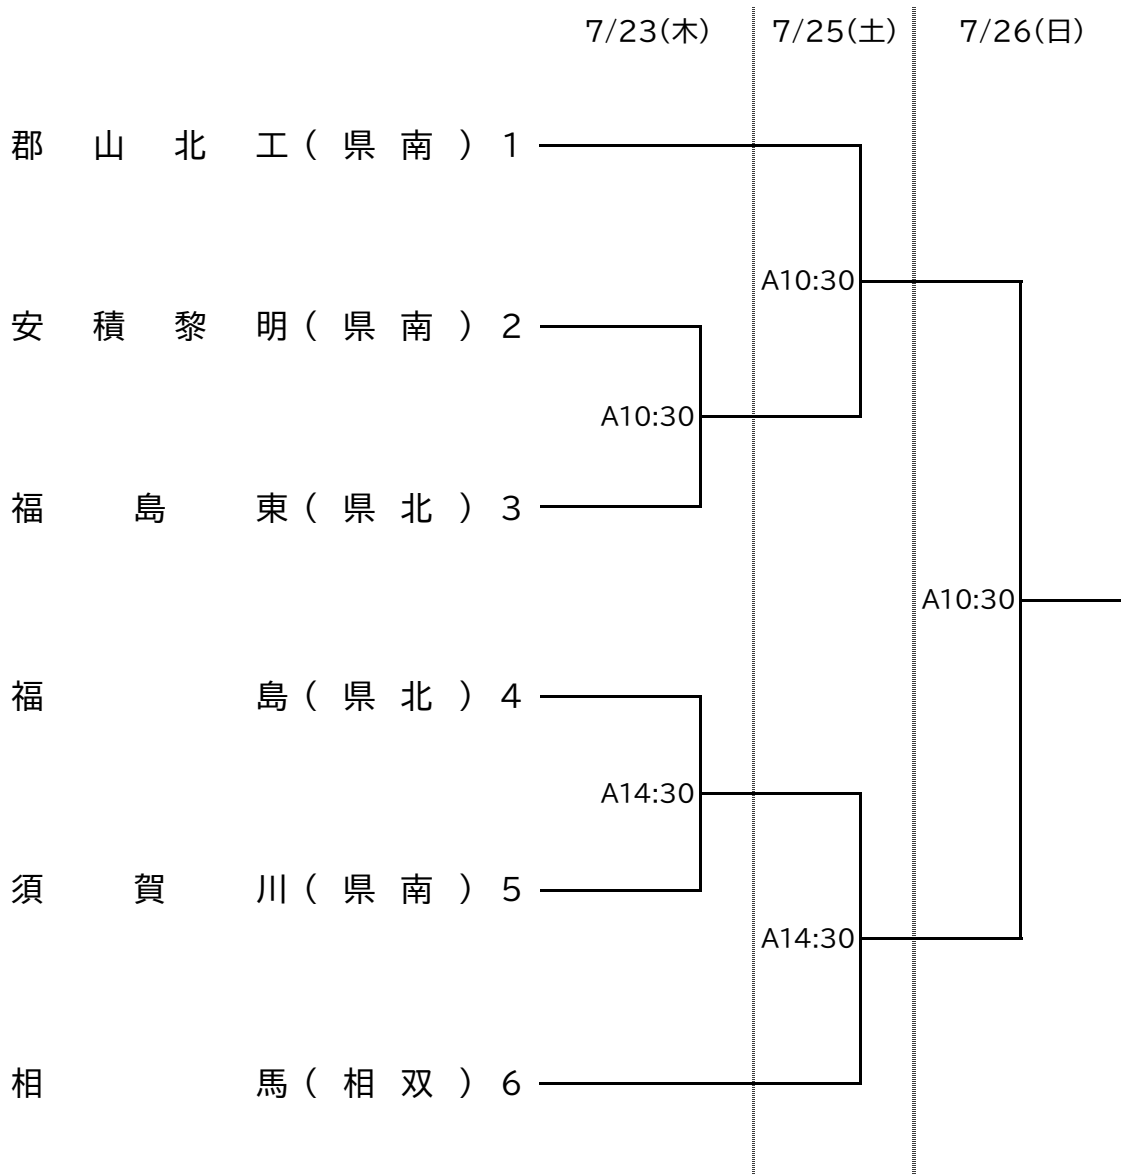 7/23(木) 7/25(土) 7/26(日)
郡山北工(県南) 1
A10:30
安積黎明(県南) 2
A10:30
福島東(県北) 3
A10:30
福島(県北) 4
A14:30
須賀川(県南) 5
A14:30
相馬(相双) 6